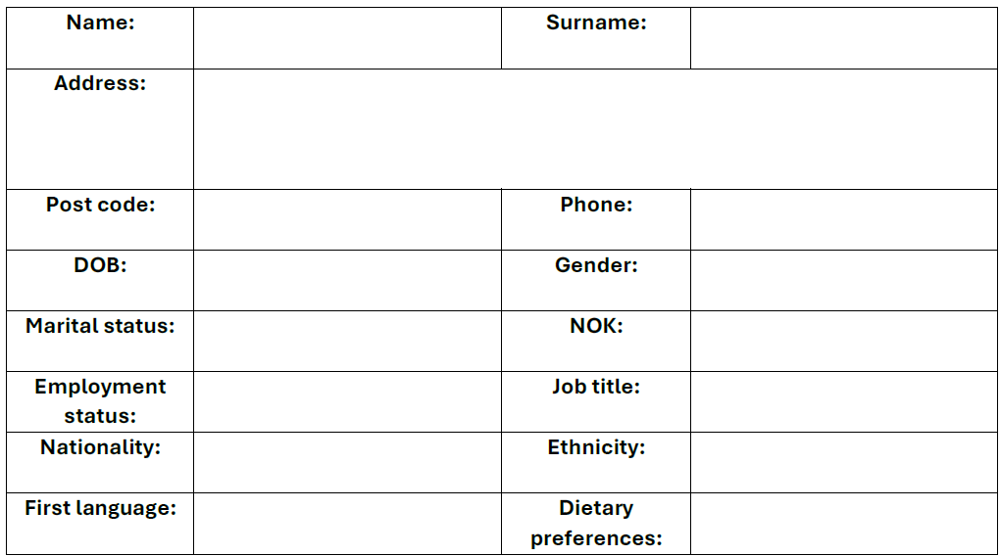 Name:
Surname:
Address:
Post code:
Phone:
DOB:
Gender:
Marital status:
NOK:
Employment
status:
Job title:
Nationality:
Ethnicity:
First language:
Dietary
preferences: